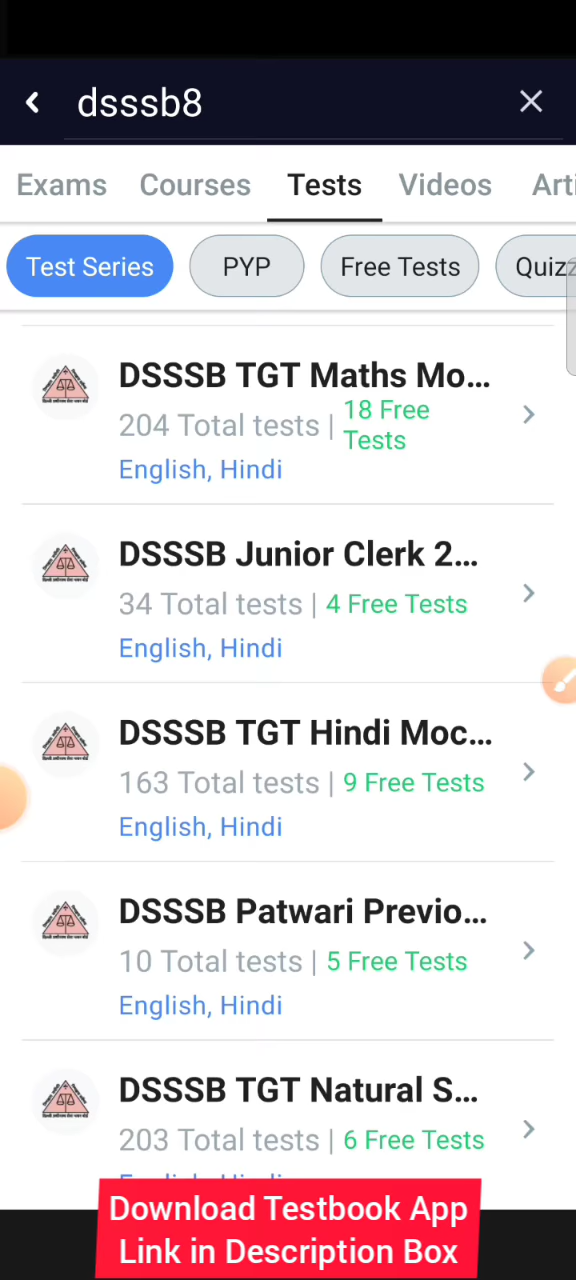 dsssb8
Exams Courses Tests Videos Arti
Test Series PYP Free Tests Quizz
DSSSB TGT Maths Mo...
204 Total tests | 18 Free Tests
English, Hindi
DSSSB Junior Clerk 2...
34 Total tests | 4 Free Tests
English, Hindi
DSSSB TGT Hindi Moc...
163 Total tests | 9 Free Tests
English, Hindi
DSSSB Patwari Previo...
10 Total tests | 5 Free Tests
English, Hindi
DSSSB TGT Natural S...
203 Total tests | 6 Free Tests
Download Testbook App
Link in Description Box